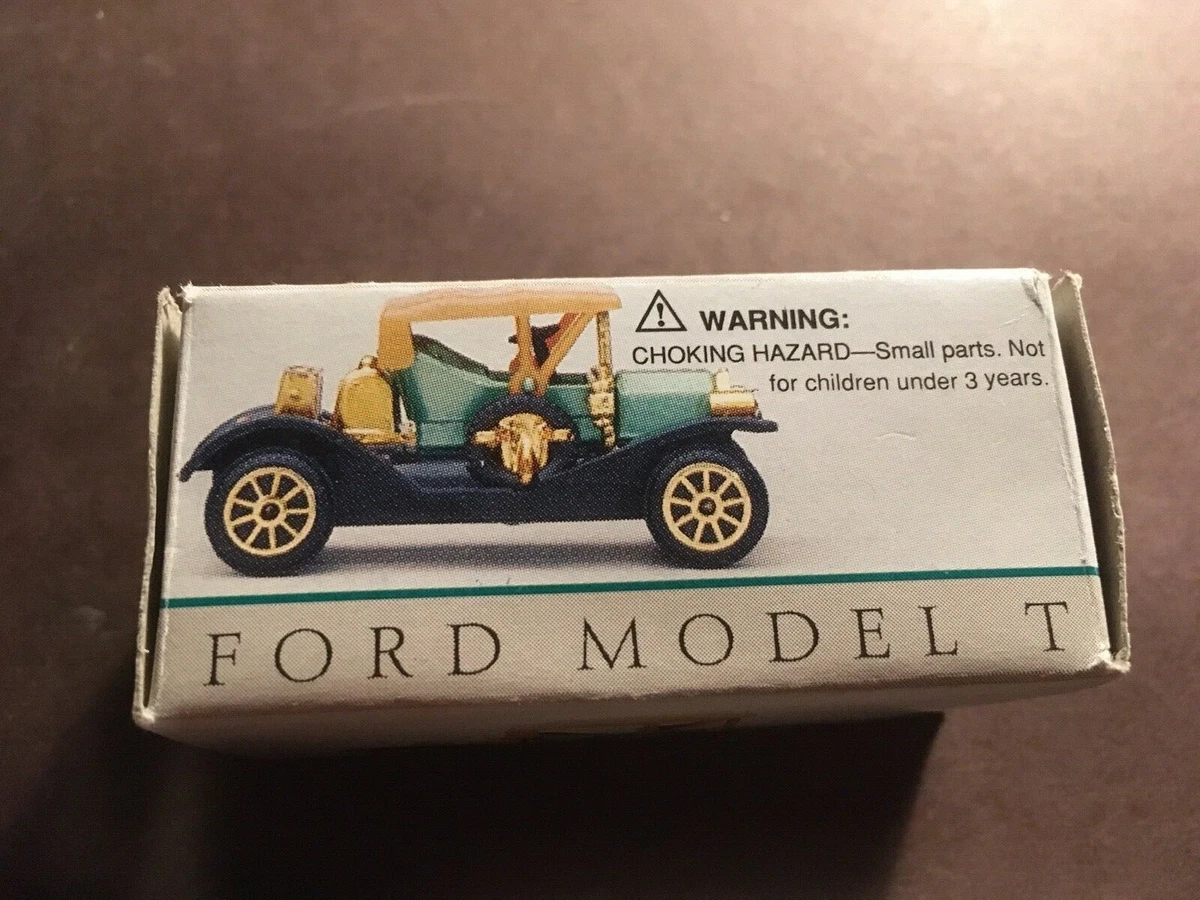 WARNING:
CHOKING HAZARD—Small parts. Not
for children under 3 years.
FORD MODEL T